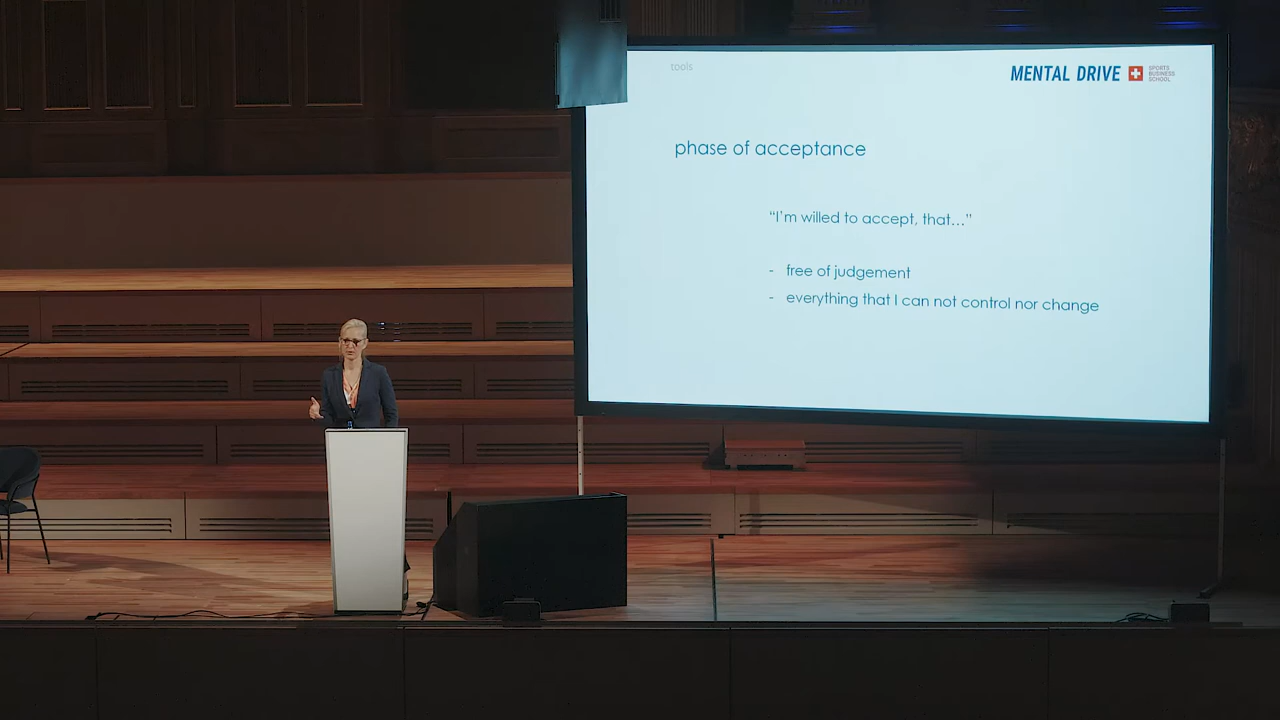 tools
MENTAL DRIVE
SPORTS
BUSINESS
SCHOOL
phase of acceptance
“I’m willed to accept, that…”
- free of judgement
- everything that I can not control nor change